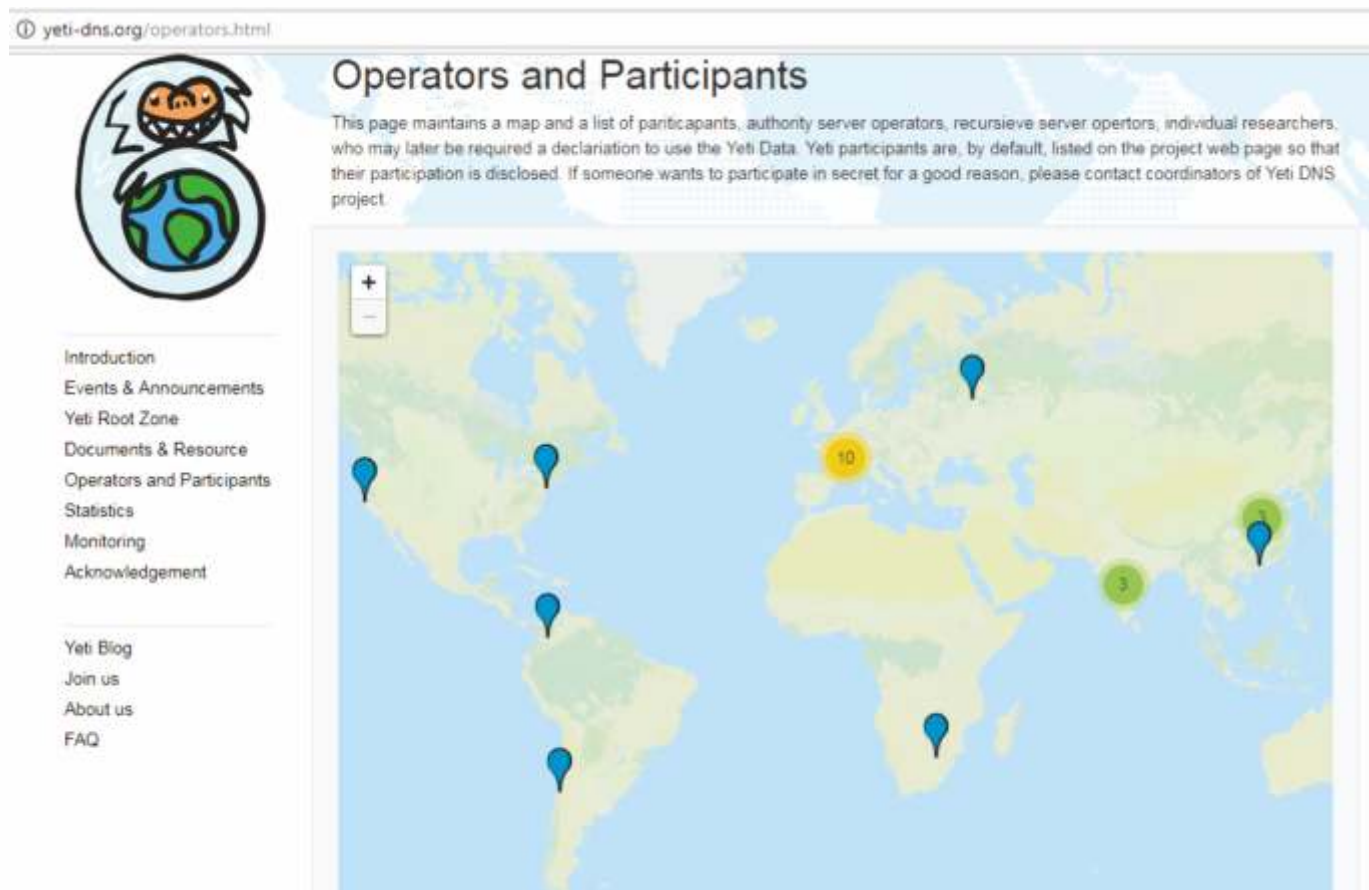 yeti-dns.org/operators.html
Operators and Participants
This page maintains a map and a list of pariticapants, authority server operators, recursieve server opertors, individual researchers,
who may later be required a declariation to use the Yeti Data. Yeti participants are, by default, listed on the project web page so that
their participation is disclosed. If someone wants to participate in secret for a good reason, please contact coordinators of Yeti DNS
project
+
−
Introduction
Events & Announcements
Yeti Root Zone
Documents & Resource
Operators and Participants
Statistics
Monitoring
Acknowledgement
Yeti Blog
Join us
About us
FAQ
10
3